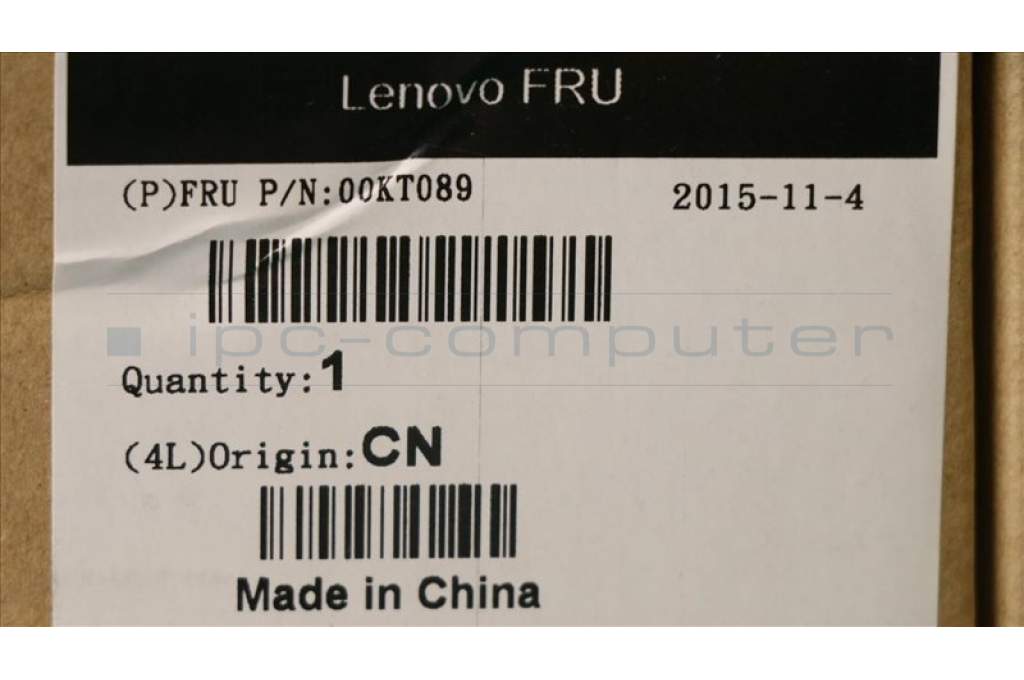 Lenovo FRU
(P)FRU P/N:00KT089 2015-11-4
ipc-computer
Quantity:1
(4L)Origin:CN
Made in China